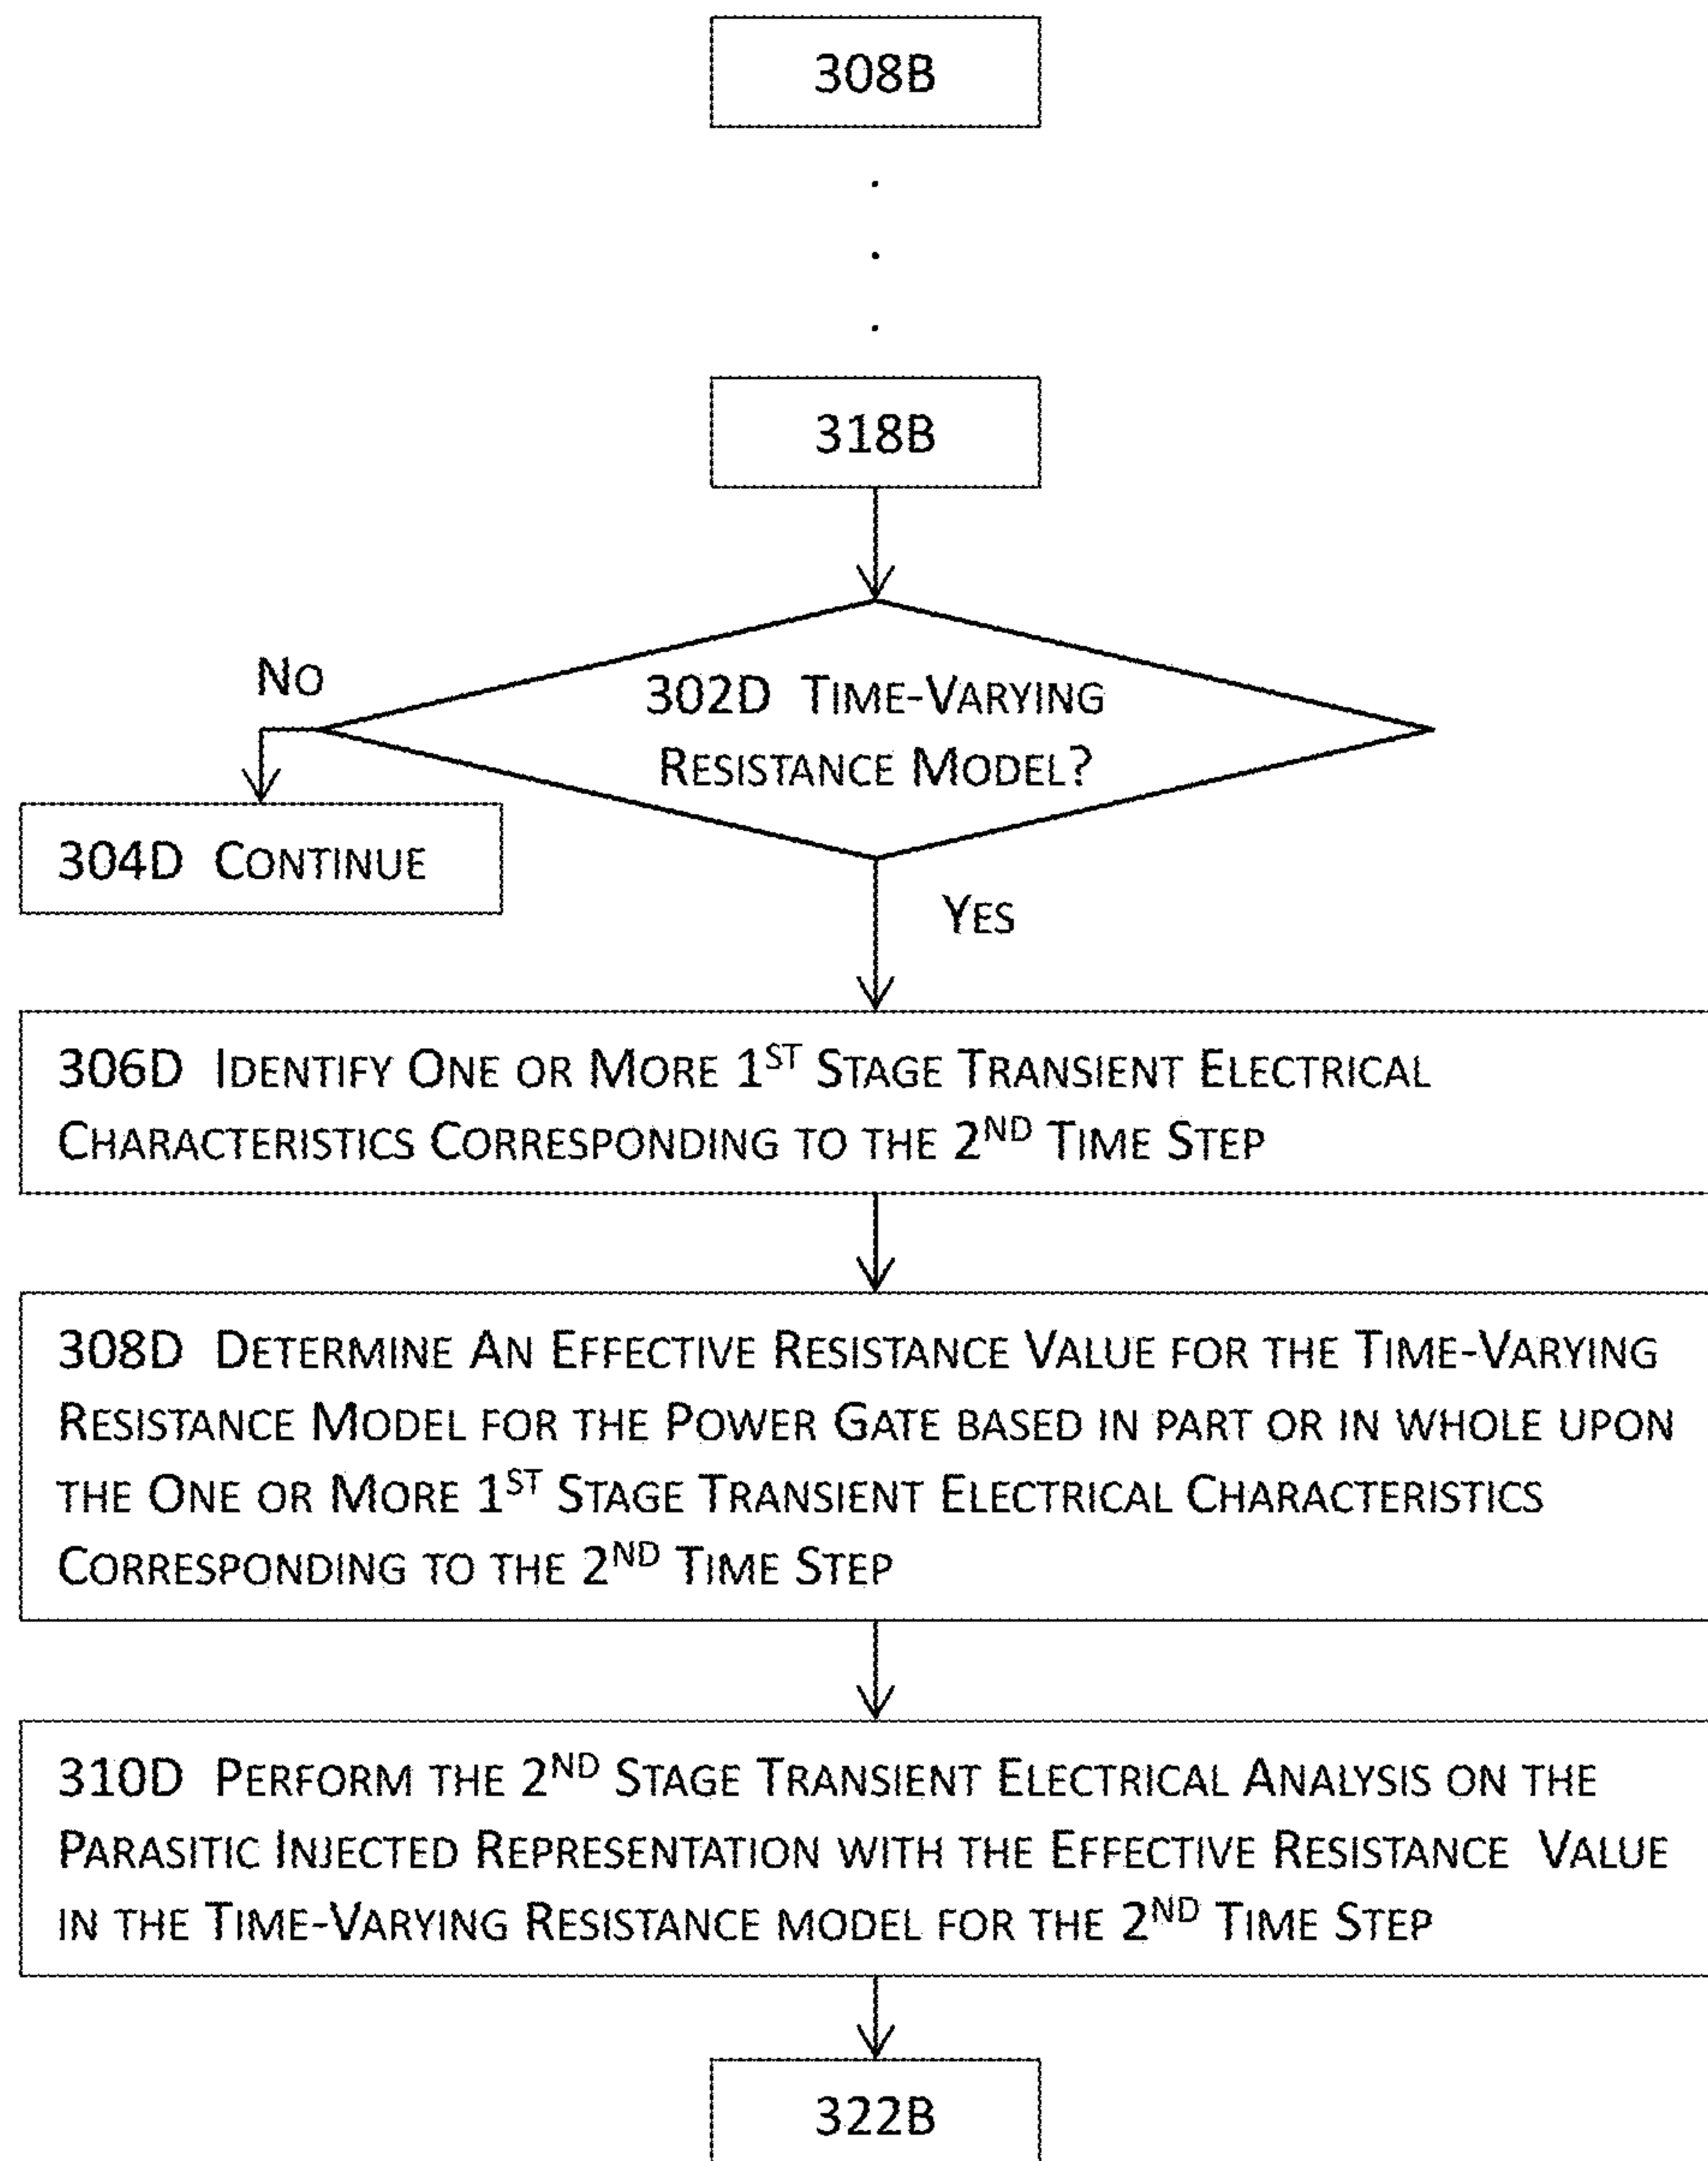 308B
.
.
.
318B
302D TIME-VARYING
RESISTANCE MODEL?
NO
304D CONTINUE
YES
306D IDENTIFY ONE OR MORE 1ST STAGE TRANSIENT ELECTRICAL
CHARACTERISTICS CORRESPONDING TO THE 2ND TIME STEP
308D DETERMINE AN EFFECTIVE RESISTANCE VALUE FOR THE TIME-VARYING
RESISTANCE MODEL FOR THE POWER GATE BASED IN PART OR IN WHOLE UPON
THE ONE OR MORE 1ST STAGE TRANSIENT ELECTRICAL CHARACTERISTICS
CORRESPONDING TO THE 2ND TIME STEP
310D PERFORM THE 2ND STAGE TRANSIENT ELECTRICAL ANALYSIS ON THE
PARASITIC INJECTED REPRESENTATION WITH THE EFFECTIVE RESISTANCE VALUE
IN THE TIME-VARYING RESISTANCE MODEL FOR THE 2ND TIME STEP
322B